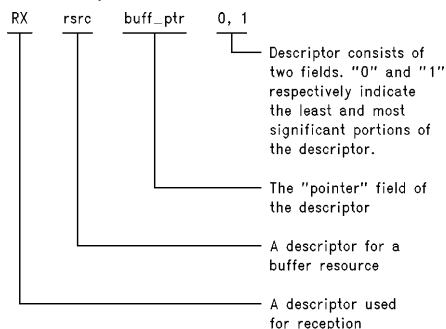 RX rsrc buff_ptr 0, 1
Descriptor consists of
two fields. "0" and "1"
respectively indicate
the least and most
significant portions of
the descriptor.
The "pointer" field of
the descriptor
A descriptor for a
buffer resource
A descriptor used
for reception